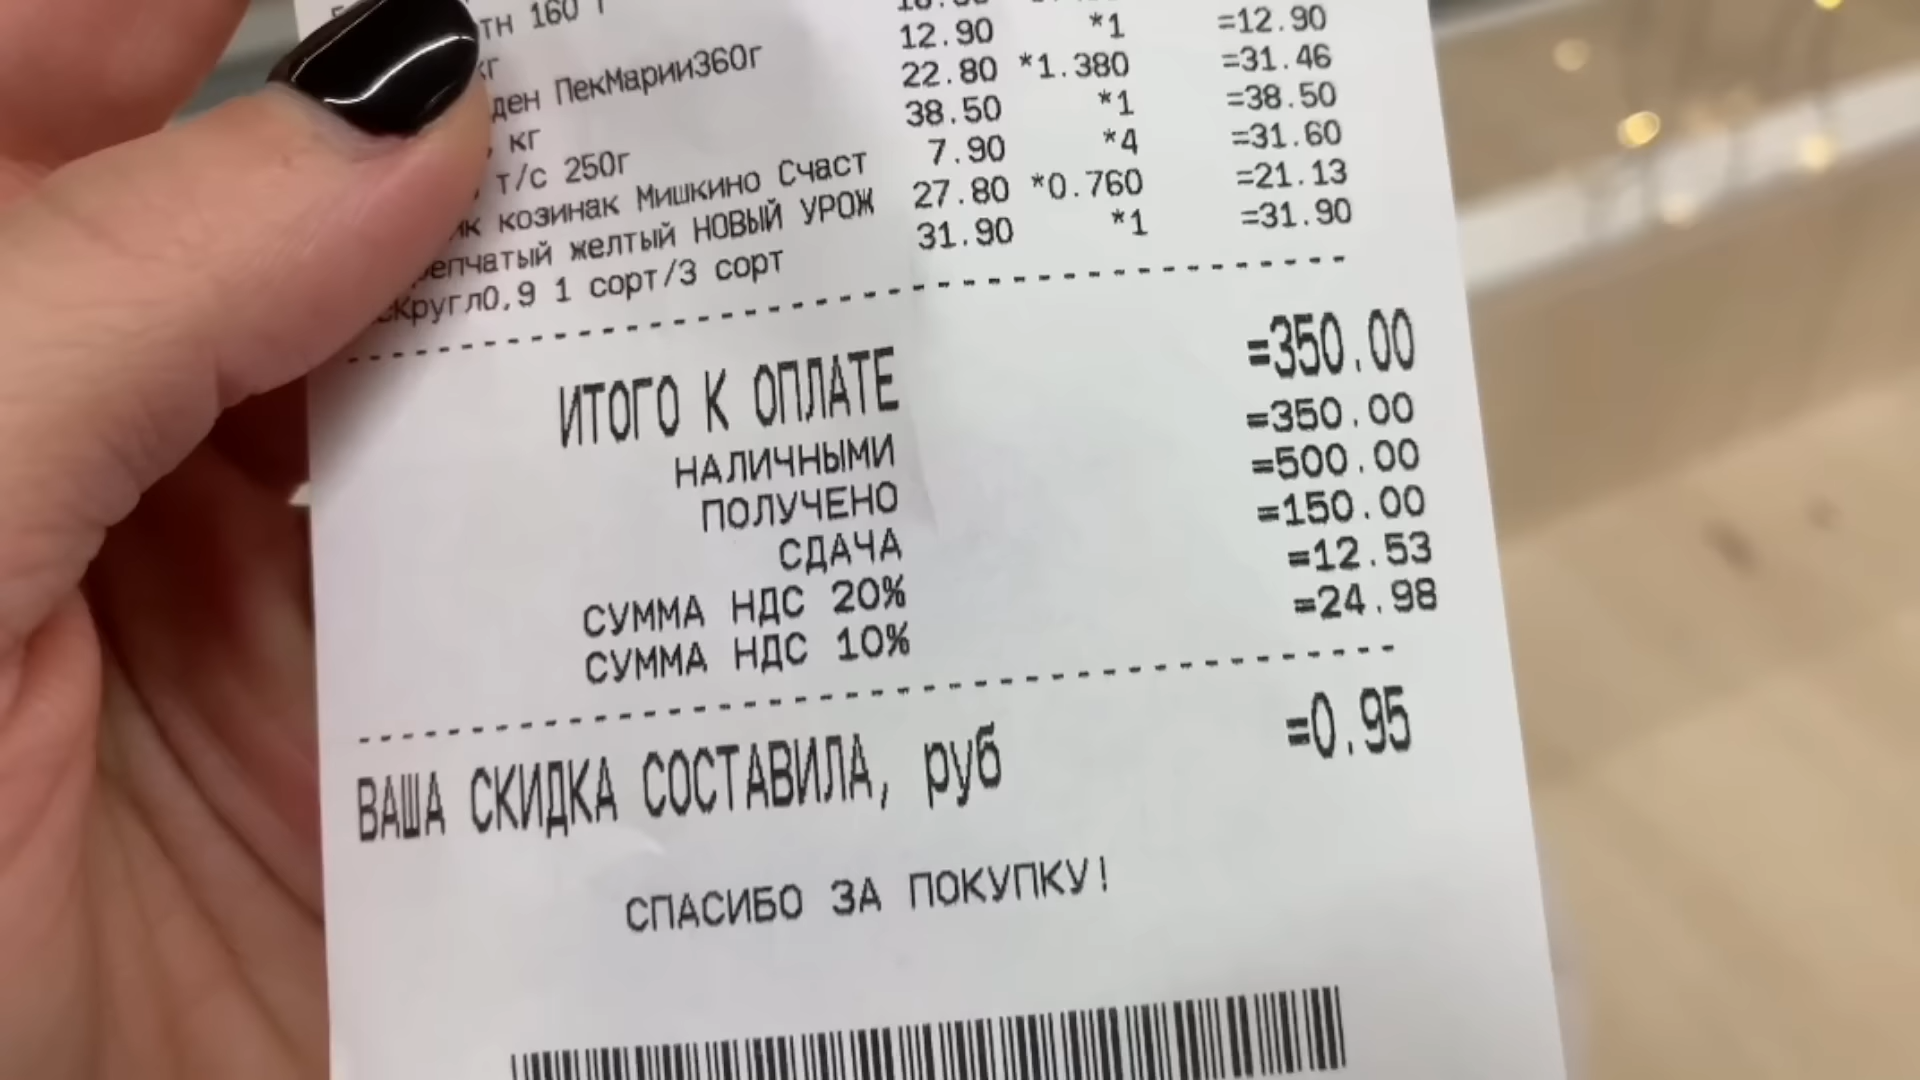 тн 160 г
кг 12.90 *1 =12.90
ден ПекМарии360г 22.80 *1.380 =31.46
, кг 38.50 *1 =38.50
, т/с 250г 7.90 *4 =31.60
ик козинак Мишкино Счаст 27.80 *0.760 =21.13
епчатый желтый НОВЫЙ УРОЖ 31.90 *1 =31.90
Кругл0,9 1 сорт/3 сорт
ИТОГО К ОПЛАТЕ =350.00
НАЛИЧНЫМИ =350.00
ПОЛУЧЕНО =500.00
СДАЧА =150.00
СУММА НДС 20% =12.53
СУММА НДС 10% =24.98
ВАША СКИДКА СОСТАВИЛА, руб =0.95
СПАСИБО ЗА ПОКУПКУ!